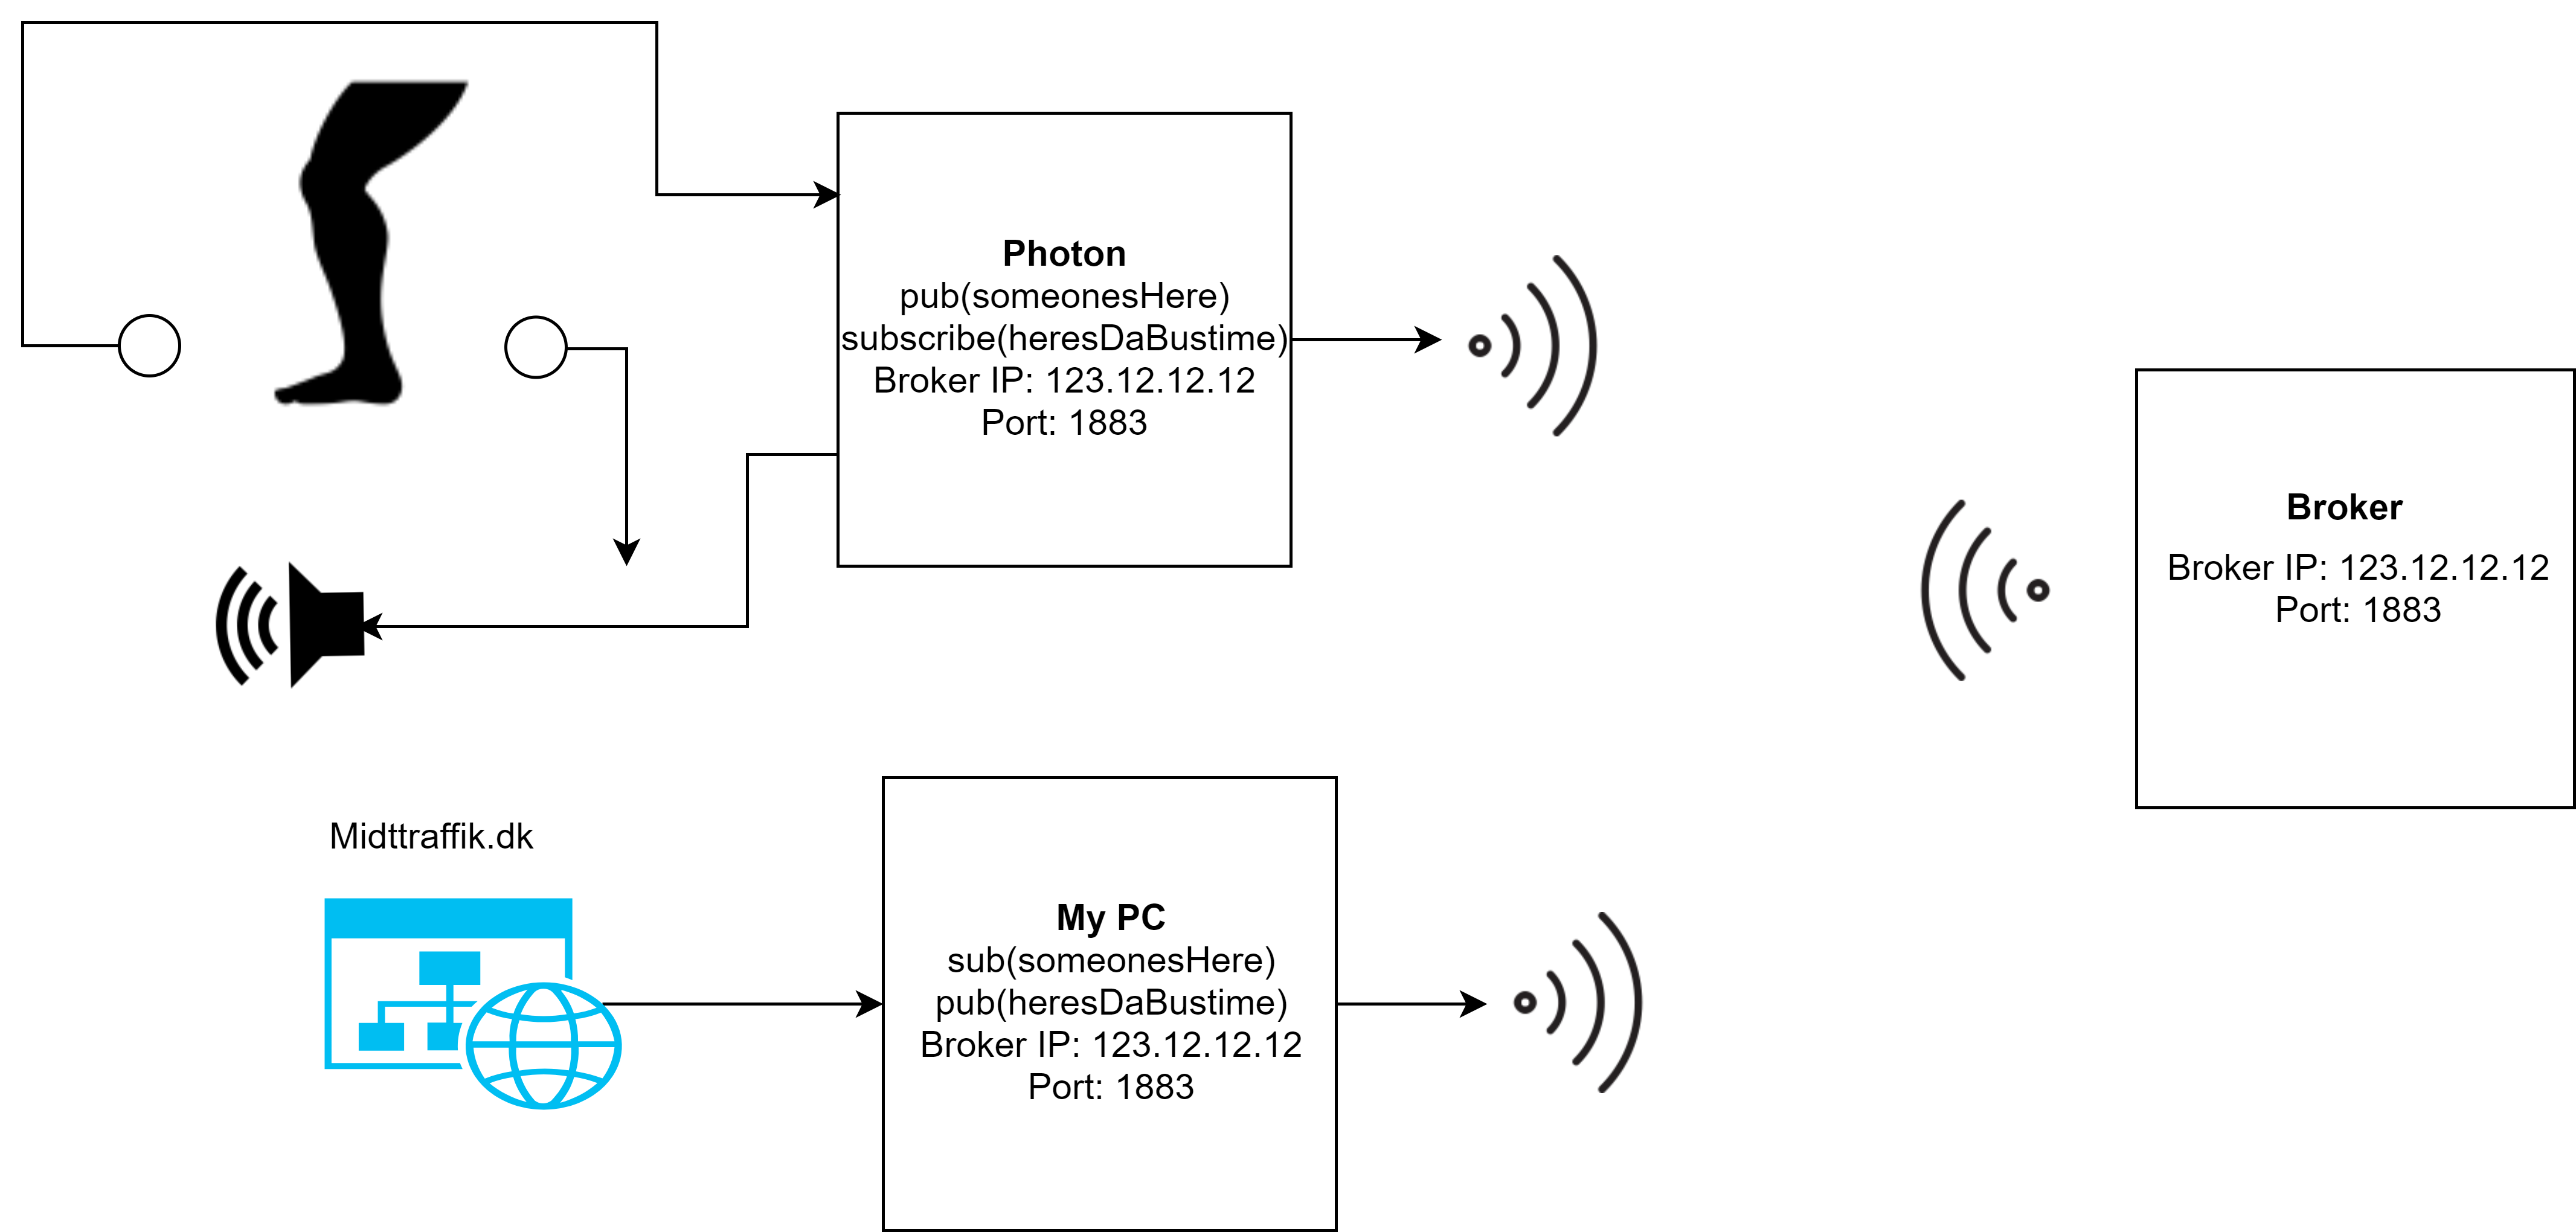 Photon
pub(someonesHere)
subscribe(heresDaBustime)
Broker IP: 123.12.12.12
Port: 1883
Broker
Broker IP: 123.12.12.12
Port: 1883
Midttraffik.dk
My PC
sub(someonesHere)
pub(heresDaBustime)
Broker IP: 123.12.12.12
Port: 1883